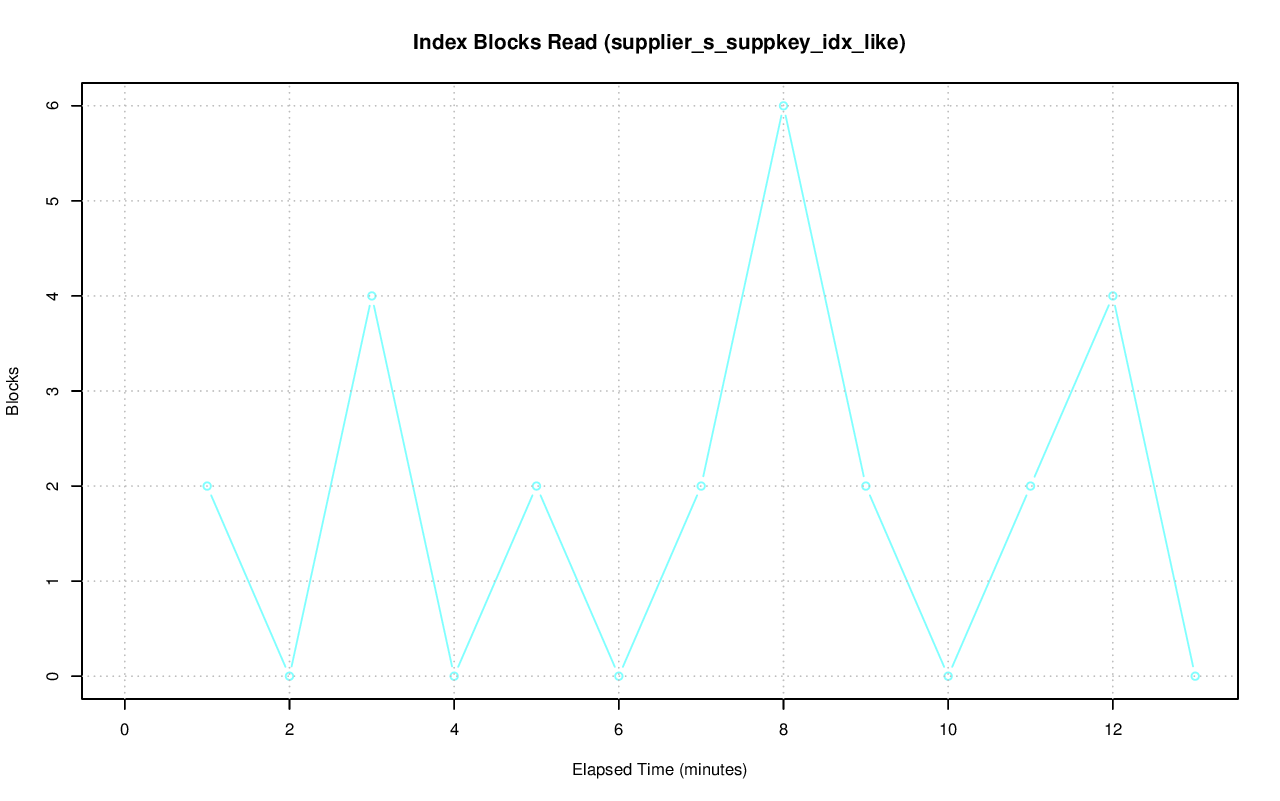 Index Blocks Read (supplier_s_suppkey_idx_like)
6
5
4
3
2
1
0
Blocks
0 2 4 6 8 10 12
Elapsed Time (minutes)